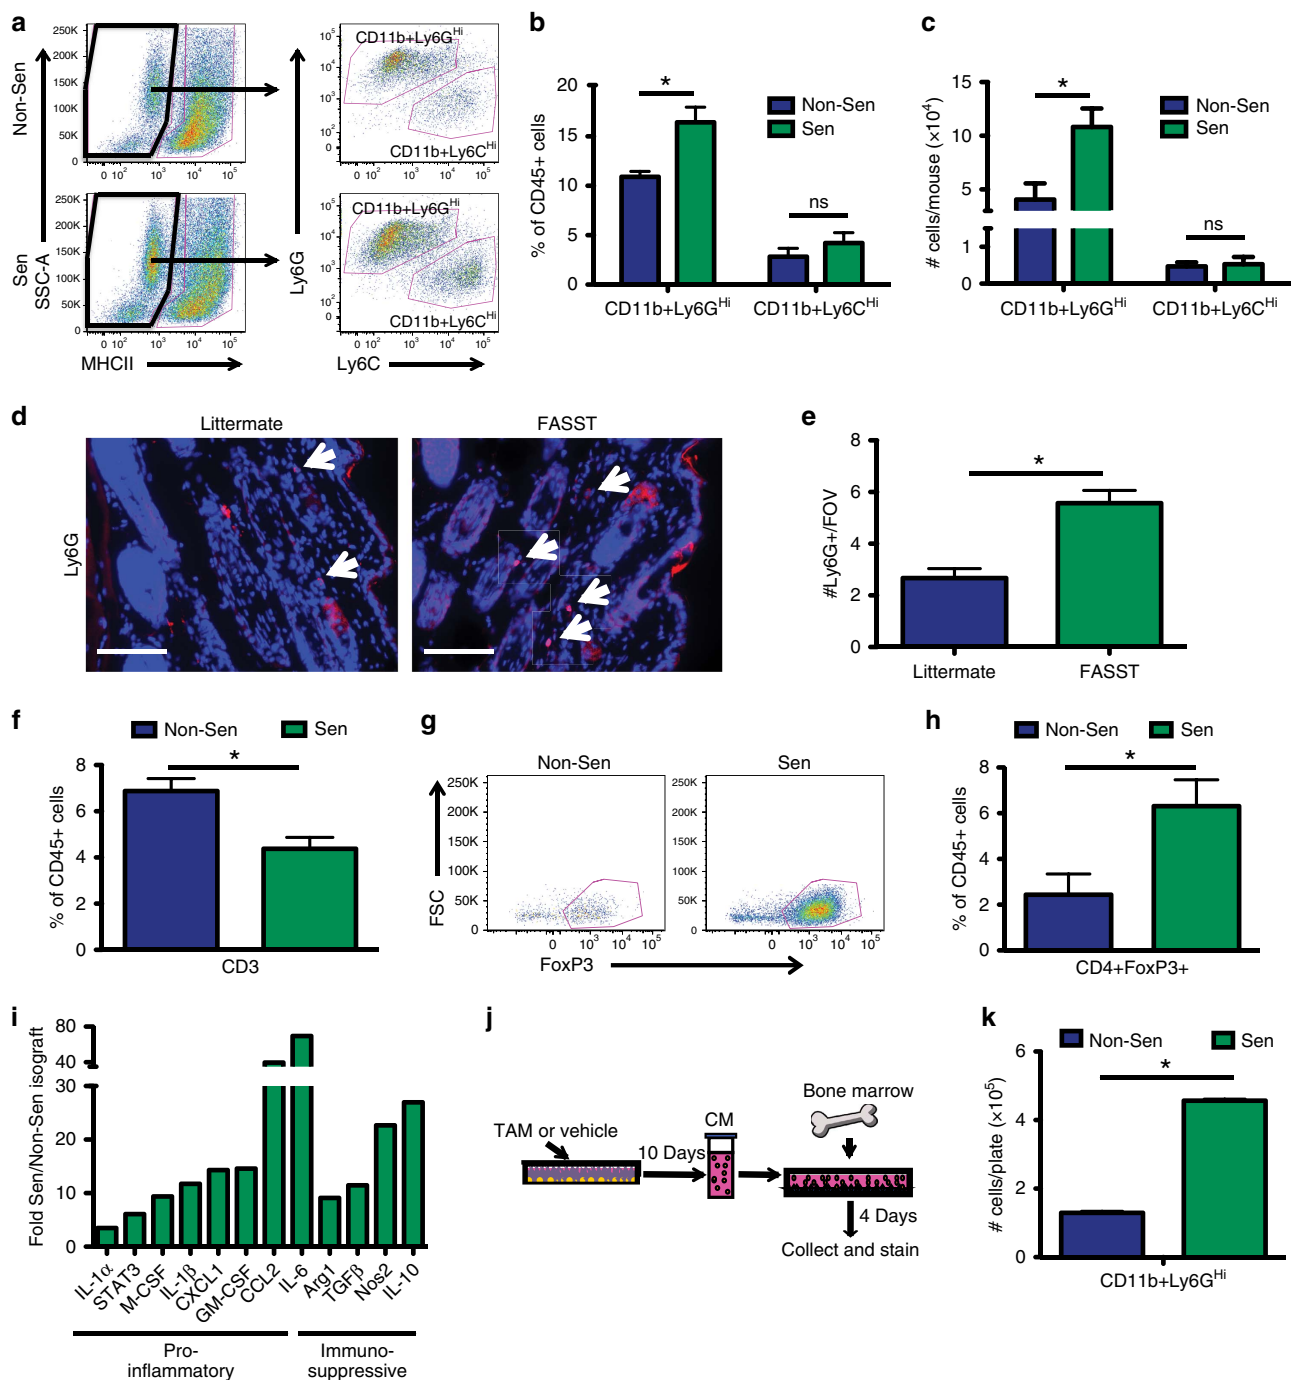 a
Non-Sen
250K
200K
150K
100K
50K
0
0 10² 10³ 10⁴ 10⁵
10⁵
10⁴
10³
10²
0
CD11b+Ly6G^Hi
CD11b+Ly6C^Hi
Sen
SSC-A
250K
200K
150K
100K
50K
0
0 10² 10³ 10⁴ 10⁵
MHCII
Ly6G
10⁵
10⁴
10³
10²
0
CD11b+Ly6G^Hi
CD11b+Ly6C^Hi
0 10² 10³ 10⁴ 10⁵
Ly6C
b
% of CD45+ cells
20
15
10
5
0
*
ns
Non-Sen
Sen
CD11b+Ly6G^Hi
CD11b+Ly6C^Hi
c
# cells/mouse (×10⁴)
15
10
5
1
0
*
ns
Non-Sen
Sen
CD11b+Ly6G^Hi
CD11b+Ly6C^Hi
d
Littermate
FASST
Ly6G
e
#Ly6G+/FOV
8
6
4
2
0
*
Littermate
FASST
f
Non-Sen
Sen
% of CD45+ cells
8
6
4
2
0
*
CD3
g
Non-Sen
Sen
FSC
250K
200K
150K
100K
50K
0
0 10³ 10⁴ 10⁵
250K
200K
150K
100K
50K
0
0 10³ 10⁴ 10⁵
FoxP3
h
Non-Sen
Sen
% of CD45+ cells
8
6
4
2
0
*
CD4+FoxP3+
i
Fold Sen/Non-Sen isograft
80
40
30
20
10
0
IL-1α
STAT3
M-CSF
IL-1β
CXCL1
GM-CSF
CCL2
IL-6
Arg1
TGFβ
Nos2
IL-10
Pro-
inflammatory
Immuno-
suppressive
j
TAM or vehicle
10 Days
CM
Bone marrow
4 Days
Collect and stain
k
Non-Sen
Sen
# cells/plate (×10⁵)
6
4
2
0
*
CD11b+Ly6G^Hi